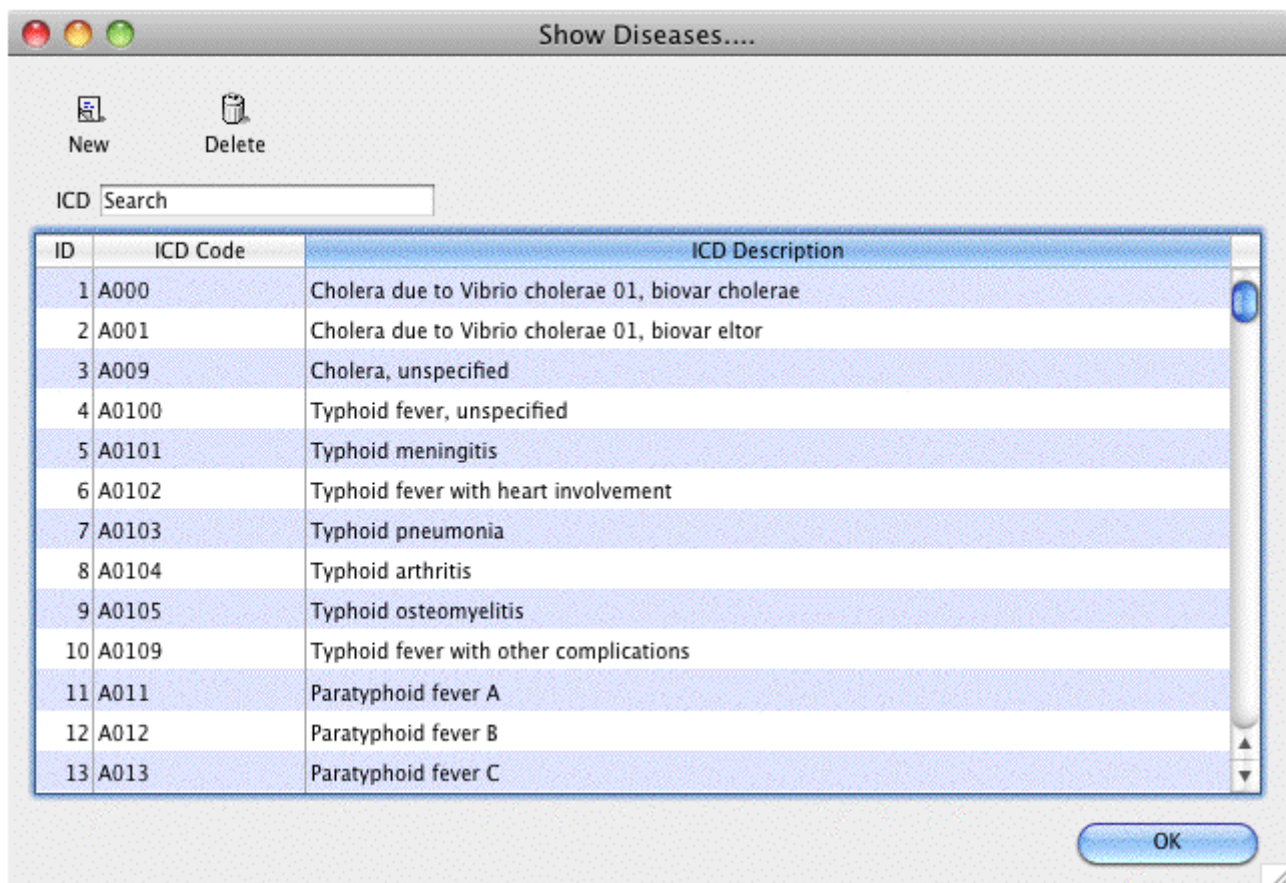 Show Diseases....
New Delete
ICD Search
ID ICD Code ICD Description
1 A000 Cholera due to Vibrio cholerae 01, biovar cholerae
2 A001 Cholera due to Vibrio cholerae 01, biovar eltor
3 A009 Cholera, unspecified
4 A0100 Typhoid fever, unspecified
5 A0101 Typhoid meningitis
6 A0102 Typhoid fever with heart involvement
7 A0103 Typhoid pneumonia
8 A0104 Typhoid arthritis
9 A0105 Typhoid osteomyelitis
10 A0109 Typhoid fever with other complications
11 A011 Paratyphoid fever A
12 A012 Paratyphoid fever B
13 A013 Paratyphoid fever C
OK